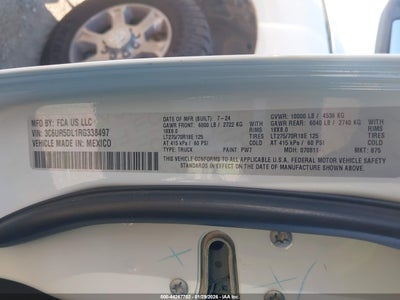 MFD BY: FCA US LLC
VIN: 3C6UR5DL1RG338497
VEHICLE MADE IN: MEXICO
DATE OF MFR (BUILT): 7-24 GVWR: 10000 LB / 4536 KG
GAWR FRONT: 6000 LB / 2722 KG GAWR REAR: 6040 LB / 2740 KG
18X8.0 18X8.0
LT275/70R18E 125 LT275/70R18E 125
AT 415 kPa / 60 PSI COLD AT 415 kPa / 60 PSI COLD
TYPE: TRUCK PAINT: PW7 MDH: 070811 MKT: 875
THIS VEHICLE CONFORMS TO ALL APPLICABLE U.S.A. FEDERAL MOTOR VEHICLE SAFETY
STANDARDS IN EFFECT ON THE DATE OF MANUFACTURE SHOWN ABOVE